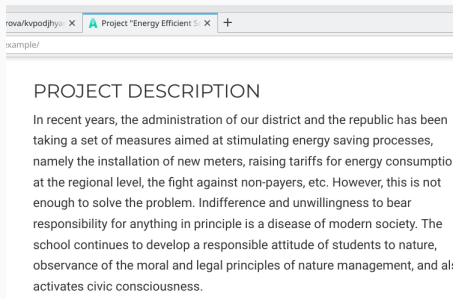 rova/kvpodjhya
Project "Energy Efficient Sc
example/
PROJECT DESCRIPTION
In recent years, the administration of our district and the republic has been
taking a set of measures aimed at stimulating energy saving processes,
namely the installation of new meters, raising tariffs for energy consumptio
at the regional level, the fight against non-payers, etc. However, this is not
enough to solve the problem. Indifference and unwillingness to bear
responsibility for anything in principle is a disease of modern society. The
school continues to develop a responsible attitude of students to nature,
observance of the moral and legal principles of nature management, and als
activates civic consciousness.